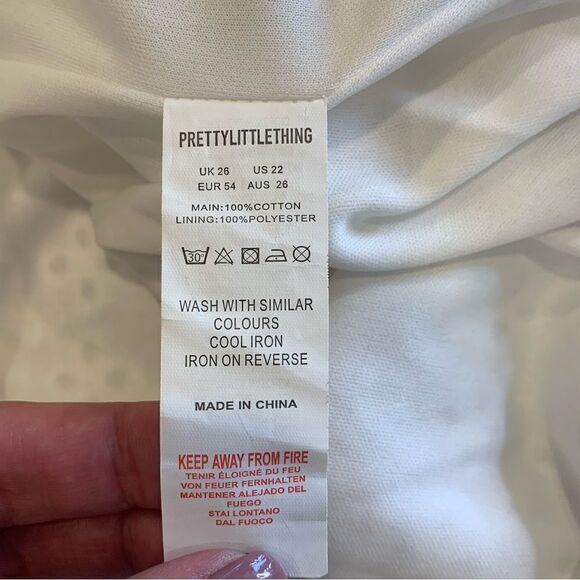 PRETTYLITTLETHING
UK 26 US 22
EUR 54 AUS 26
MAIN:100%COTTON
LINING:100%POLYESTER
30°
WASH WITH SIMILAR
COLOURS
COOL IRON
IRON ON REVERSE
MADE IN CHINA
KEEP AWAY FROM FIRE
TENIR ÉLOIGNÉ DU FEU
VON FEUER FERNHALTEN
MANTENER ALEJADO DEL
FUEGO
STAI LONTANO
DAL FUOCO